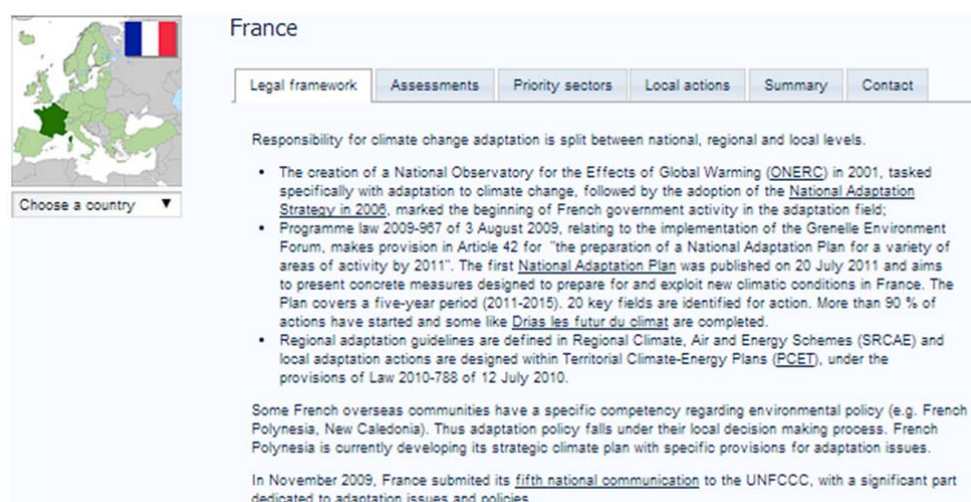 France
Legal framework
Assessments
Priority sectors
Local actions
Summary
Contact
Choose a country
Responsibility for climate change adaptation is split between national, regional and local levels.
• The creation of a National Observatory for the Effects of Global Warming (ONERC) in 2001, tasked
specifically with adaptation to climate change, followed by the adoption of the National Adaptation
Strategy in 2006, marked the beginning of French government activity in the adaptation field;
• Programme law 2009-967 of 3 August 2009, relating to the implementation of the Grenelle Environment
Forum, makes provision in Article 42 for "the preparation of a National Adaptation Plan for a variety of
areas of activity by 2011". The first National Adaptation Plan was published on 20 July 2011 and aims
to present concrete measures designed to prepare for and exploit new climatic conditions in France. The
Plan covers a five-year period (2011-2015). 20 key fields are identified for action. More than 90 % of
actions have started and some like Drias les futur du climat are completed.
• Regional adaptation guidelines are defined in Regional Climate, Air and Energy Schemes (SRCAE) and
local adaptation actions are designed within Territorial Climate-Energy Plans (PCET), under the
provisions of Law 2010-788 of 12 July 2010.
Some French overseas communities have a specific competency regarding environmental policy (e.g. French
Polynesia, New Caledonia). Thus adaptation policy falls under their local decision making process. French
Polynesia is currently developing its strategic climate plan with specific provisions for adaptation issues.
In November 2009, France submited its fifth national communication to the UNFCCC, with a significant part
dedicated to adaptation issues and policies.